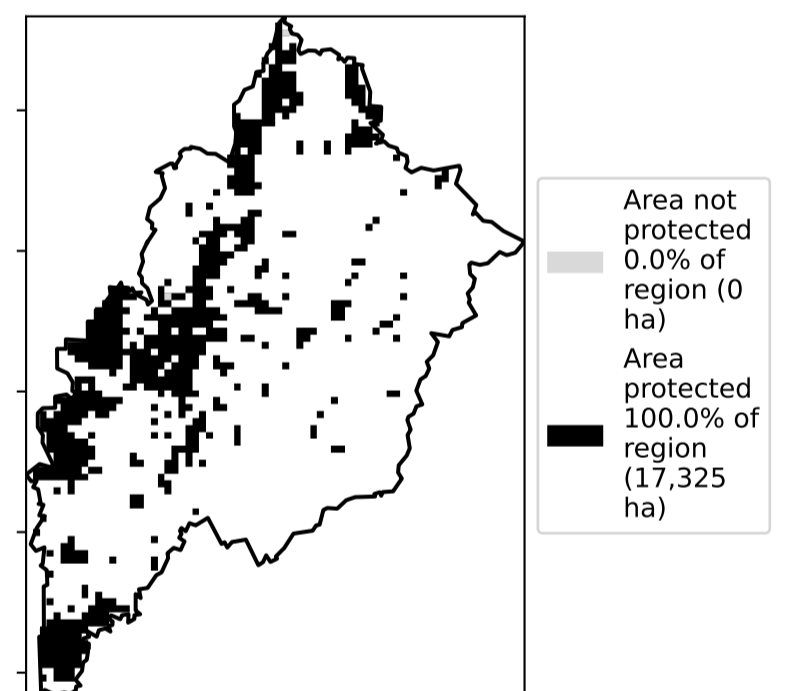 Area not
protected
0.0% of
region (0
ha)
Area
protected
100.0% of
region
(17,325
ha)